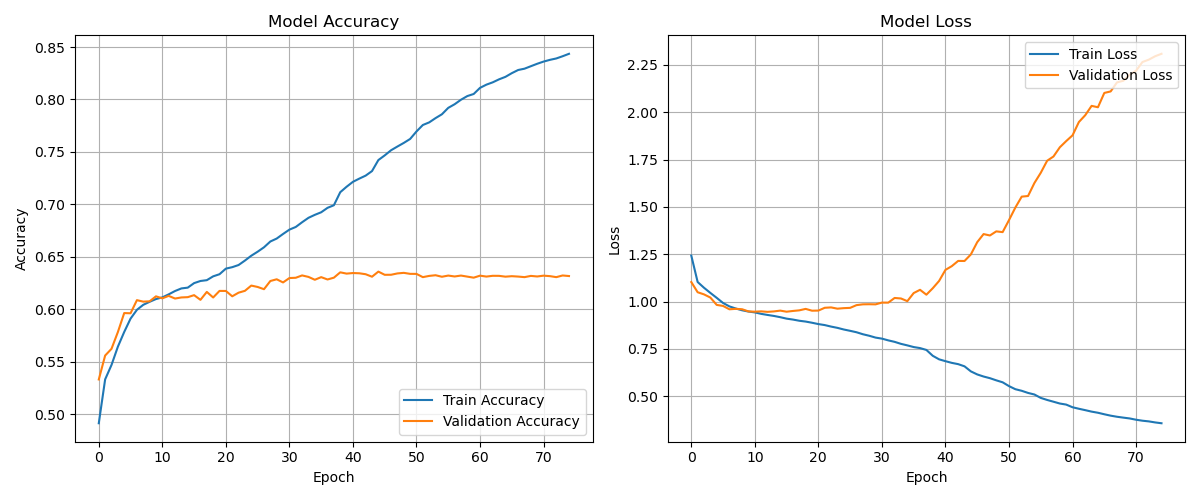 Model Accuracy
0.85
0.80
0.75
0.70
0.65
0.60
0.55
0.50
Accuracy
Train Accuracy
Validation Accuracy
0 10 20 30 40 50 60 70
Epoch
Model Loss
2.25
2.00
1.75
1.50
1.25
1.00
0.75
0.50
Loss
Train Loss
Validation Loss
0 10 20 30 40 50 60 70
Epoch